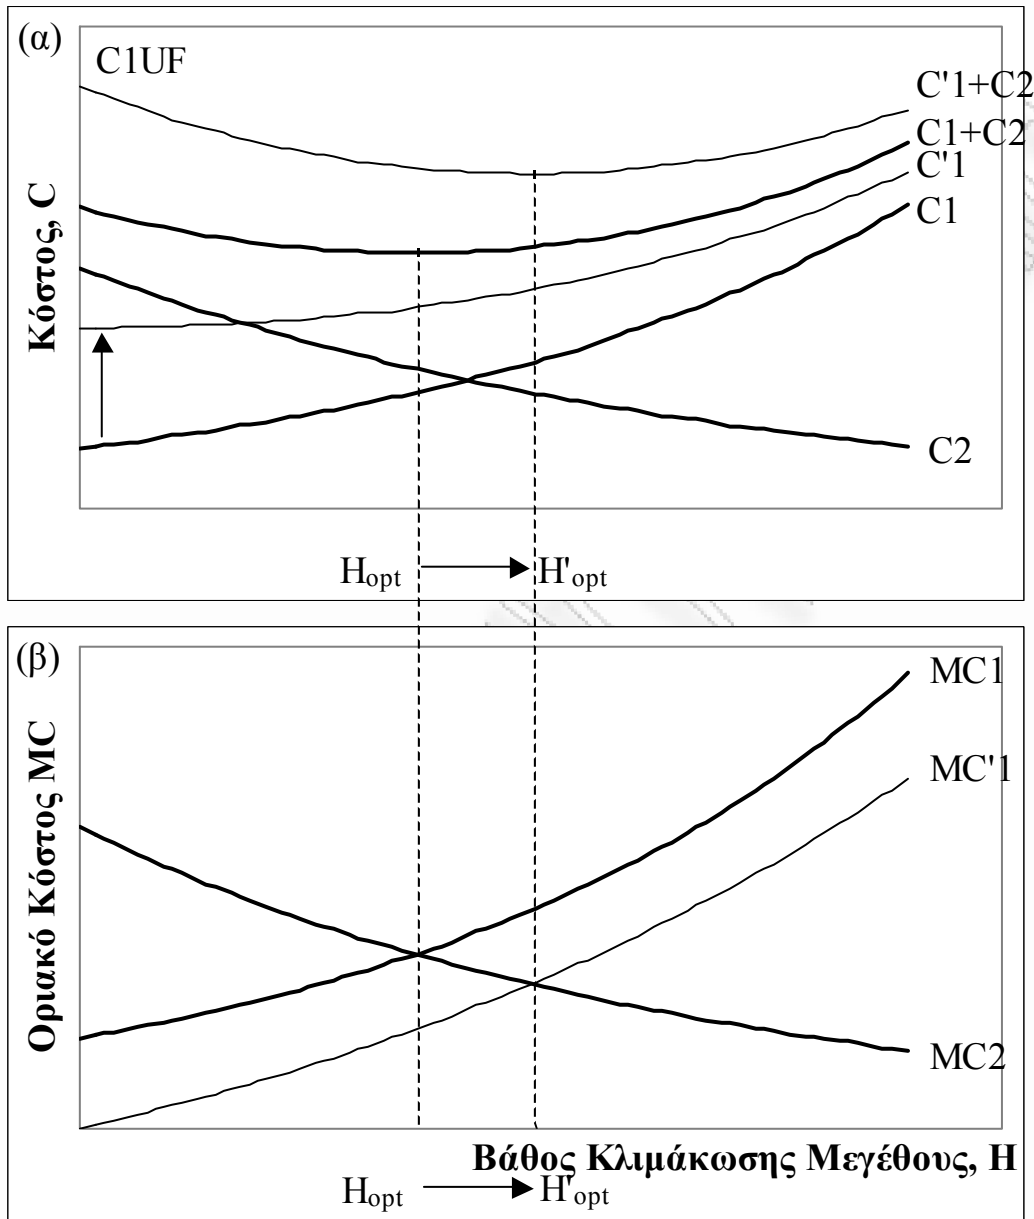 (α)
C1UF
C'1+C2
C1+C2
C'1
C1
C2
Κόστος, C
Hopt
H'opt
(β)
MC1
MC'1
MC2
Οριακό Κόστος MC
Βάθος Κλιμάκωσης Μεγέθους, H
Hopt
H'opt